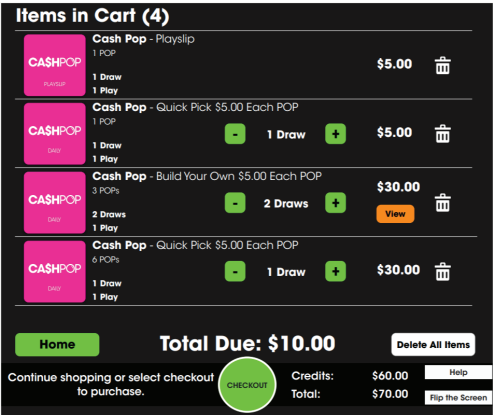 Items in Cart (4)
Cash Pop - Playslip
1 POP
CA$HPOP
PLAYSLIP
1 Draw
1 Play
$5.00
Cash Pop - Quick Pick $5.00 Each POP
1 POP
CA$HPOP
DAILY
1 Draw
1 Play
- 1 Draw +
$5.00
Cash Pop - Build Your Own $5.00 Each POP
3 POPs
CA$HPOP
DAILY
2 Draws
1 Play
- 2 Draws +
$30.00
View
Cash Pop - Quick Pick $5.00 Each POP
6 POPs
CA$HPOP
DAILY
1 Draw
1 Play
- 1 Draw +
$30.00
Home
Total Due: $10.00
Delete All Items
Continue shopping or select checkout
to purchase.
CHECKOUT
Credits: $60.00
Total: $70.00
Help
Flip the Screen